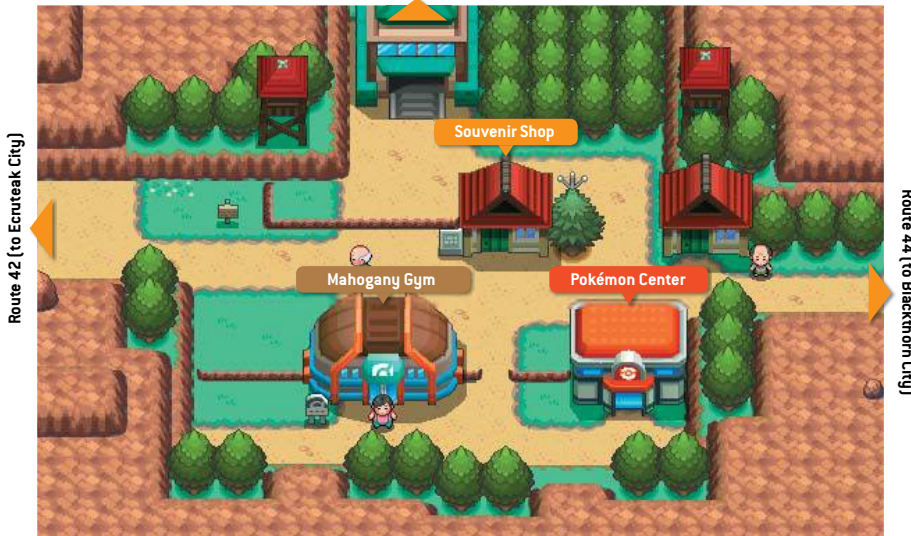 Souvenir Shop
Route 42 (to Ecruteak City)
Mahogany Gym
Pokémon Center
Route 44 (to Blackthorn City)